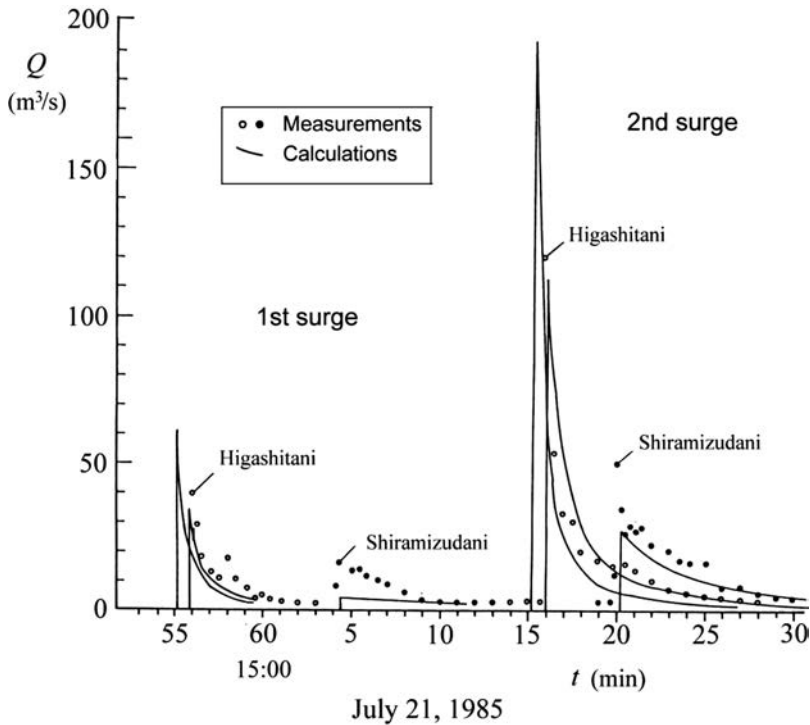 200
Q
(m³/s)
150
100
50
0
Measurements
Calculations
2nd surge
Higashitani
1st surge
Higashitani
Shiramizudani
Shiramizudani
55 60 5 10 15 20 25 30
15:00
t (min)
July 21, 1985